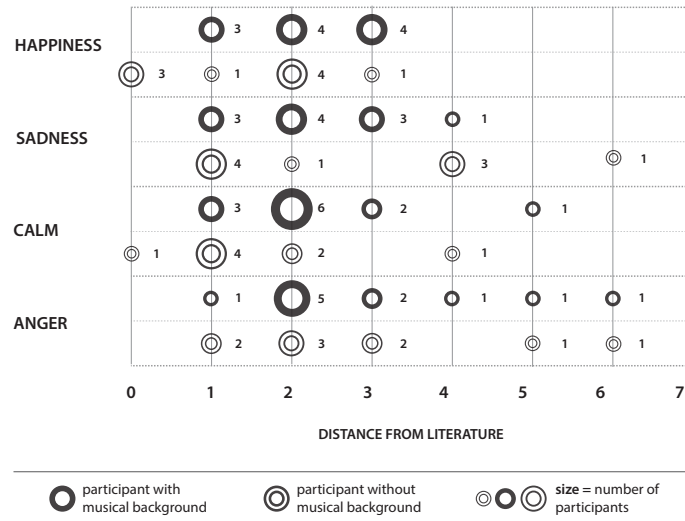 HAPPINESS
3 4 4
3 1 4 1
SADNESS
3 4 3 1
4 1 3 1
CALM
3 6 2 1
1 4 2 1
ANGER
1 5 2 1 1 1
2 3 2 1 1
0 1 2 3 4 5 6 7
DISTANCE FROM LITERATURE
participant with
musical background
participant without
musical background
size = number of
participants